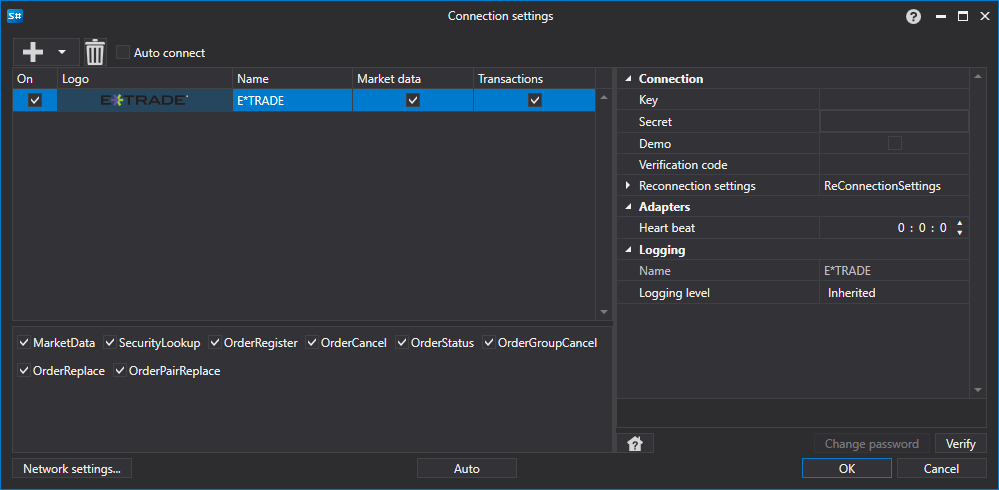 S# Connection settings ?
Auto connect
On Logo Name Market data Transactions
E*TRADE E*TRADE
Connection
Key
Secret
Demo
Verification code
Reconnection settings ReConnectionSettings
Adapters
Heart beat 0 : 0 : 0
Logging
Name E*TRADE
Logging level Inherited
MarketData SecurityLookup OrderRegister OrderCancel OrderStatus OrderGroupCancel
OrderReplace OrderPairReplace
? Change password Verify
Network settings... Auto OK Cancel